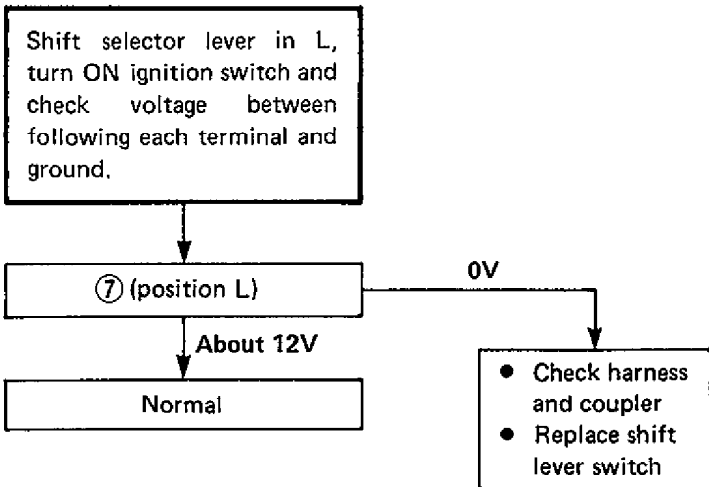 Shift selector lever in L,
turn ON ignition switch and
check voltage between
following each terminal and
ground.
⑦ (position L)
0V
About 12V
Normal
● Check harness
and coupler
● Replace shift
lever switch